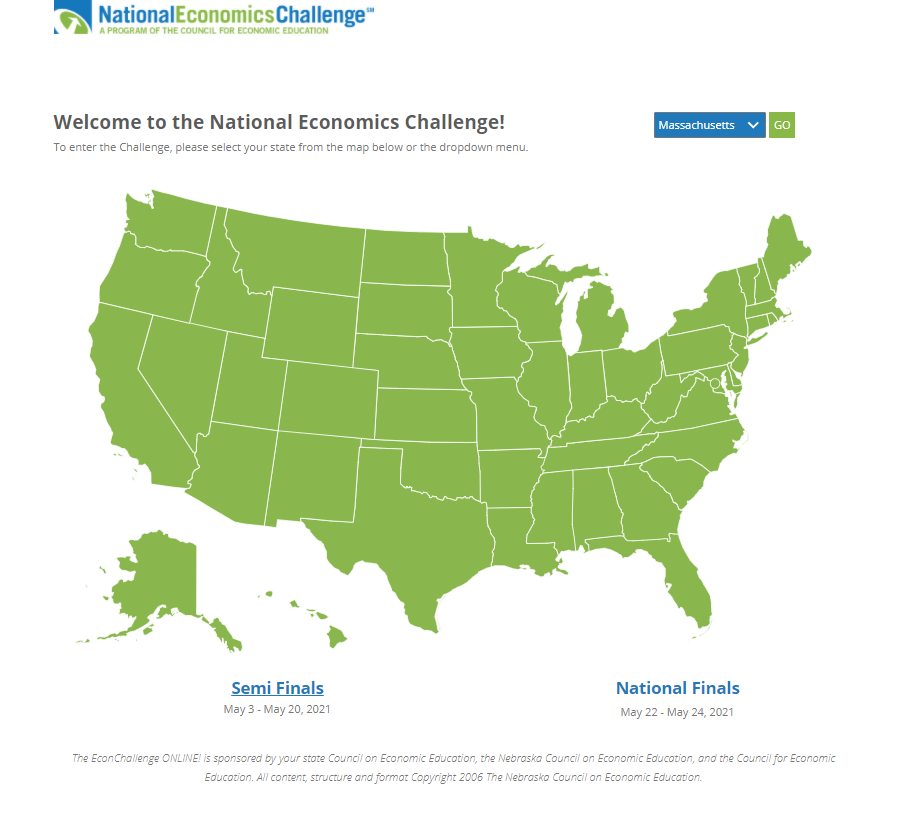 NationalEconomicsChallenge℠
A PROGRAM OF THE COUNCIL FOR ECONOMIC EDUCATION
Welcome to the National Economics Challenge!
Massachusetts GO
To enter the Challenge, please select your state from the map below or the dropdown menu.
Semi Finals
May 3 - May 20, 2021
National Finals
May 22 - May 24, 2021
The EconChallenge ONLINE! is sponsored by your state Council on Economic Education, the Nebraska Council on Economic Education, and the Council for Economic
Education. All content, structure and format Copyright 2006 The Nebraska Council on Economic Education.